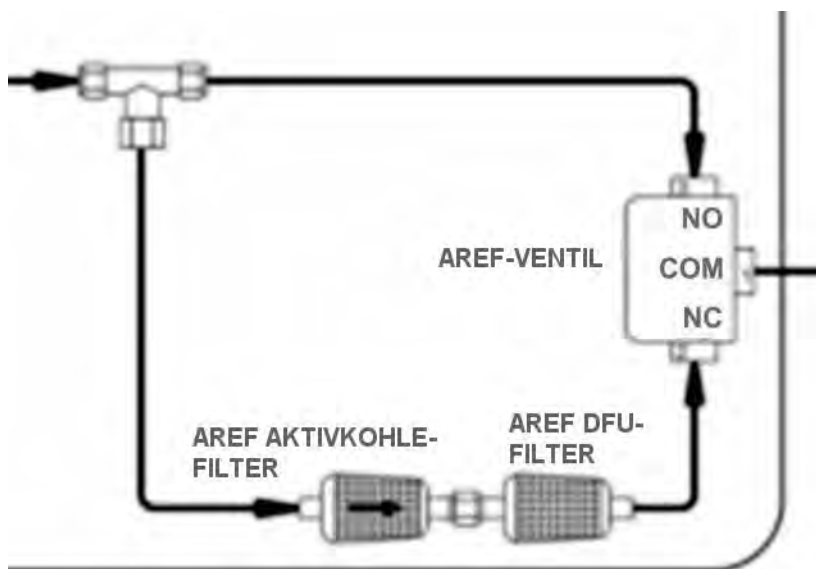 NO
AREF-VENTIL
COM
NC
AREF AKTIVKOHLE-
FILTER
AREF DFU-
FILTER